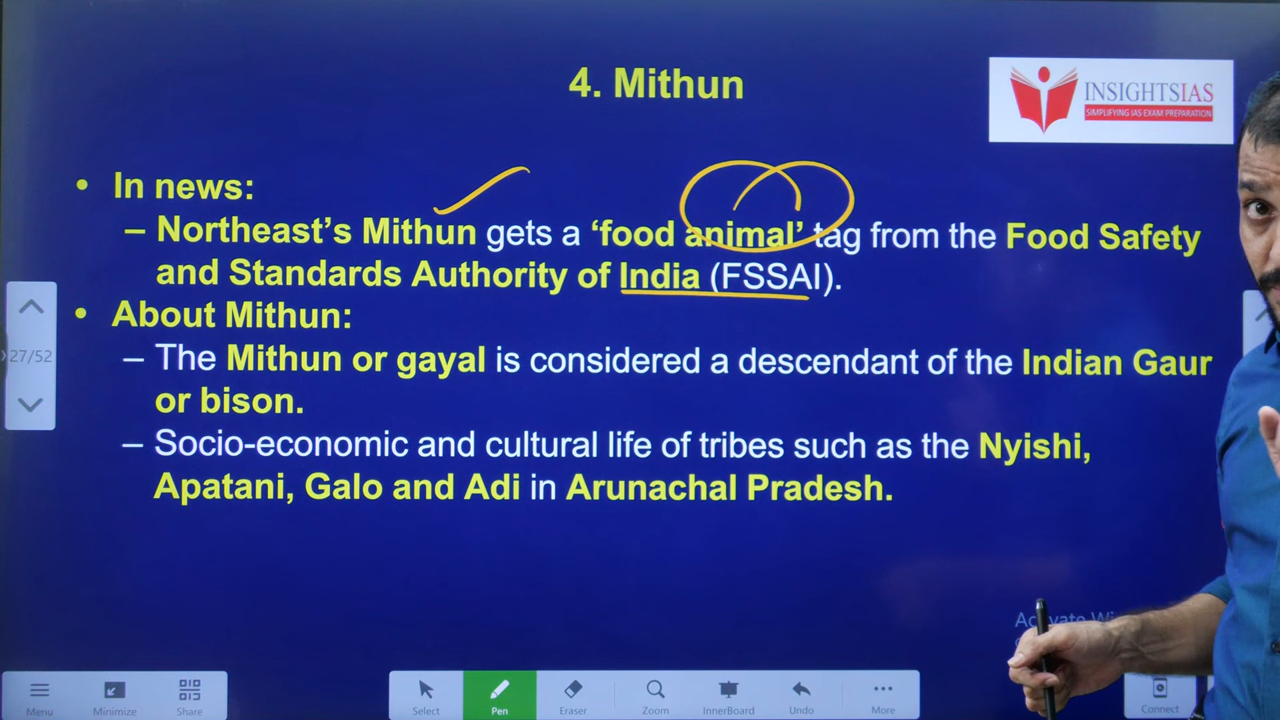 4. Mithun
INSIGHTSIAS
SIMPLIFYING IAS EXAM PREPARATION
• In news:
– Northeast's Mithun gets a 'food animal' tag from the Food Safety
and Standards Authority of India (FSSAI).
• About Mithun:
– The Mithun or gayal is considered a descendant of the Indian Gaur
or bison.
– Socio-economic and cultural life of tribes such as the Nyishi,
Apatani, Galo and Adi in Arunachal Pradesh.
27/52
Menu
Minimize
Share
Select
Pen
Eraser
Zoom
InnerBoard
Undo
More
Connect